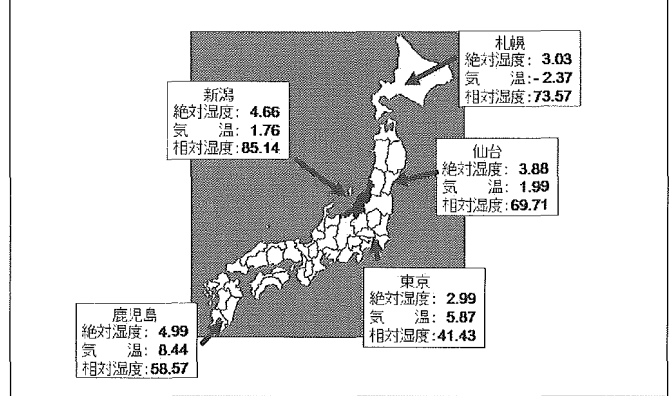 札幌
絶対湿度: 3.03
気　温: -2.37
相対湿度: 73.57
新潟
絶対湿度: 4.66
気　温: 1.76
相対湿度: 85.14
仙台
絶対湿度: 3.88
気　温: 1.99
相対湿度: 69.71
東京
絶対湿度: 2.99
気　温: 5.87
相対湿度: 41.43
鹿児島
絶対湿度: 4.99
気　温: 8.44
相対湿度: 58.57